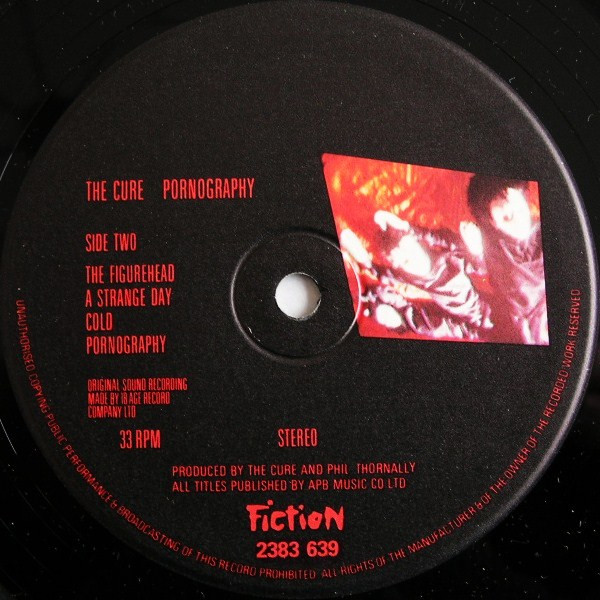 THE CURE PORNOGRAPHY
SIDE TWO
THE FIGUREHEAD
A STRANGE DAY
COLD
PORNOGRAPHY
ORIGINAL SOUND RECORDING
MADE BY 18 AGE RECORD
COMPANY LTD
33 RPM STEREO
PRODUCED BY THE CURE AND PHIL THORNALLY
ALL TITLES PUBLISHED BY APB MUSIC CO LTD
Fiction
2383 639
UNAUTHORISED COPYING PUBLIC PERFORMANCE & BROADCASTING OF THIS RECORD PROHIBITED. ALL RIGHTS OF THE MANUFACTURER & OF THE OWNER OF THE RECORDED WORK RESERVED